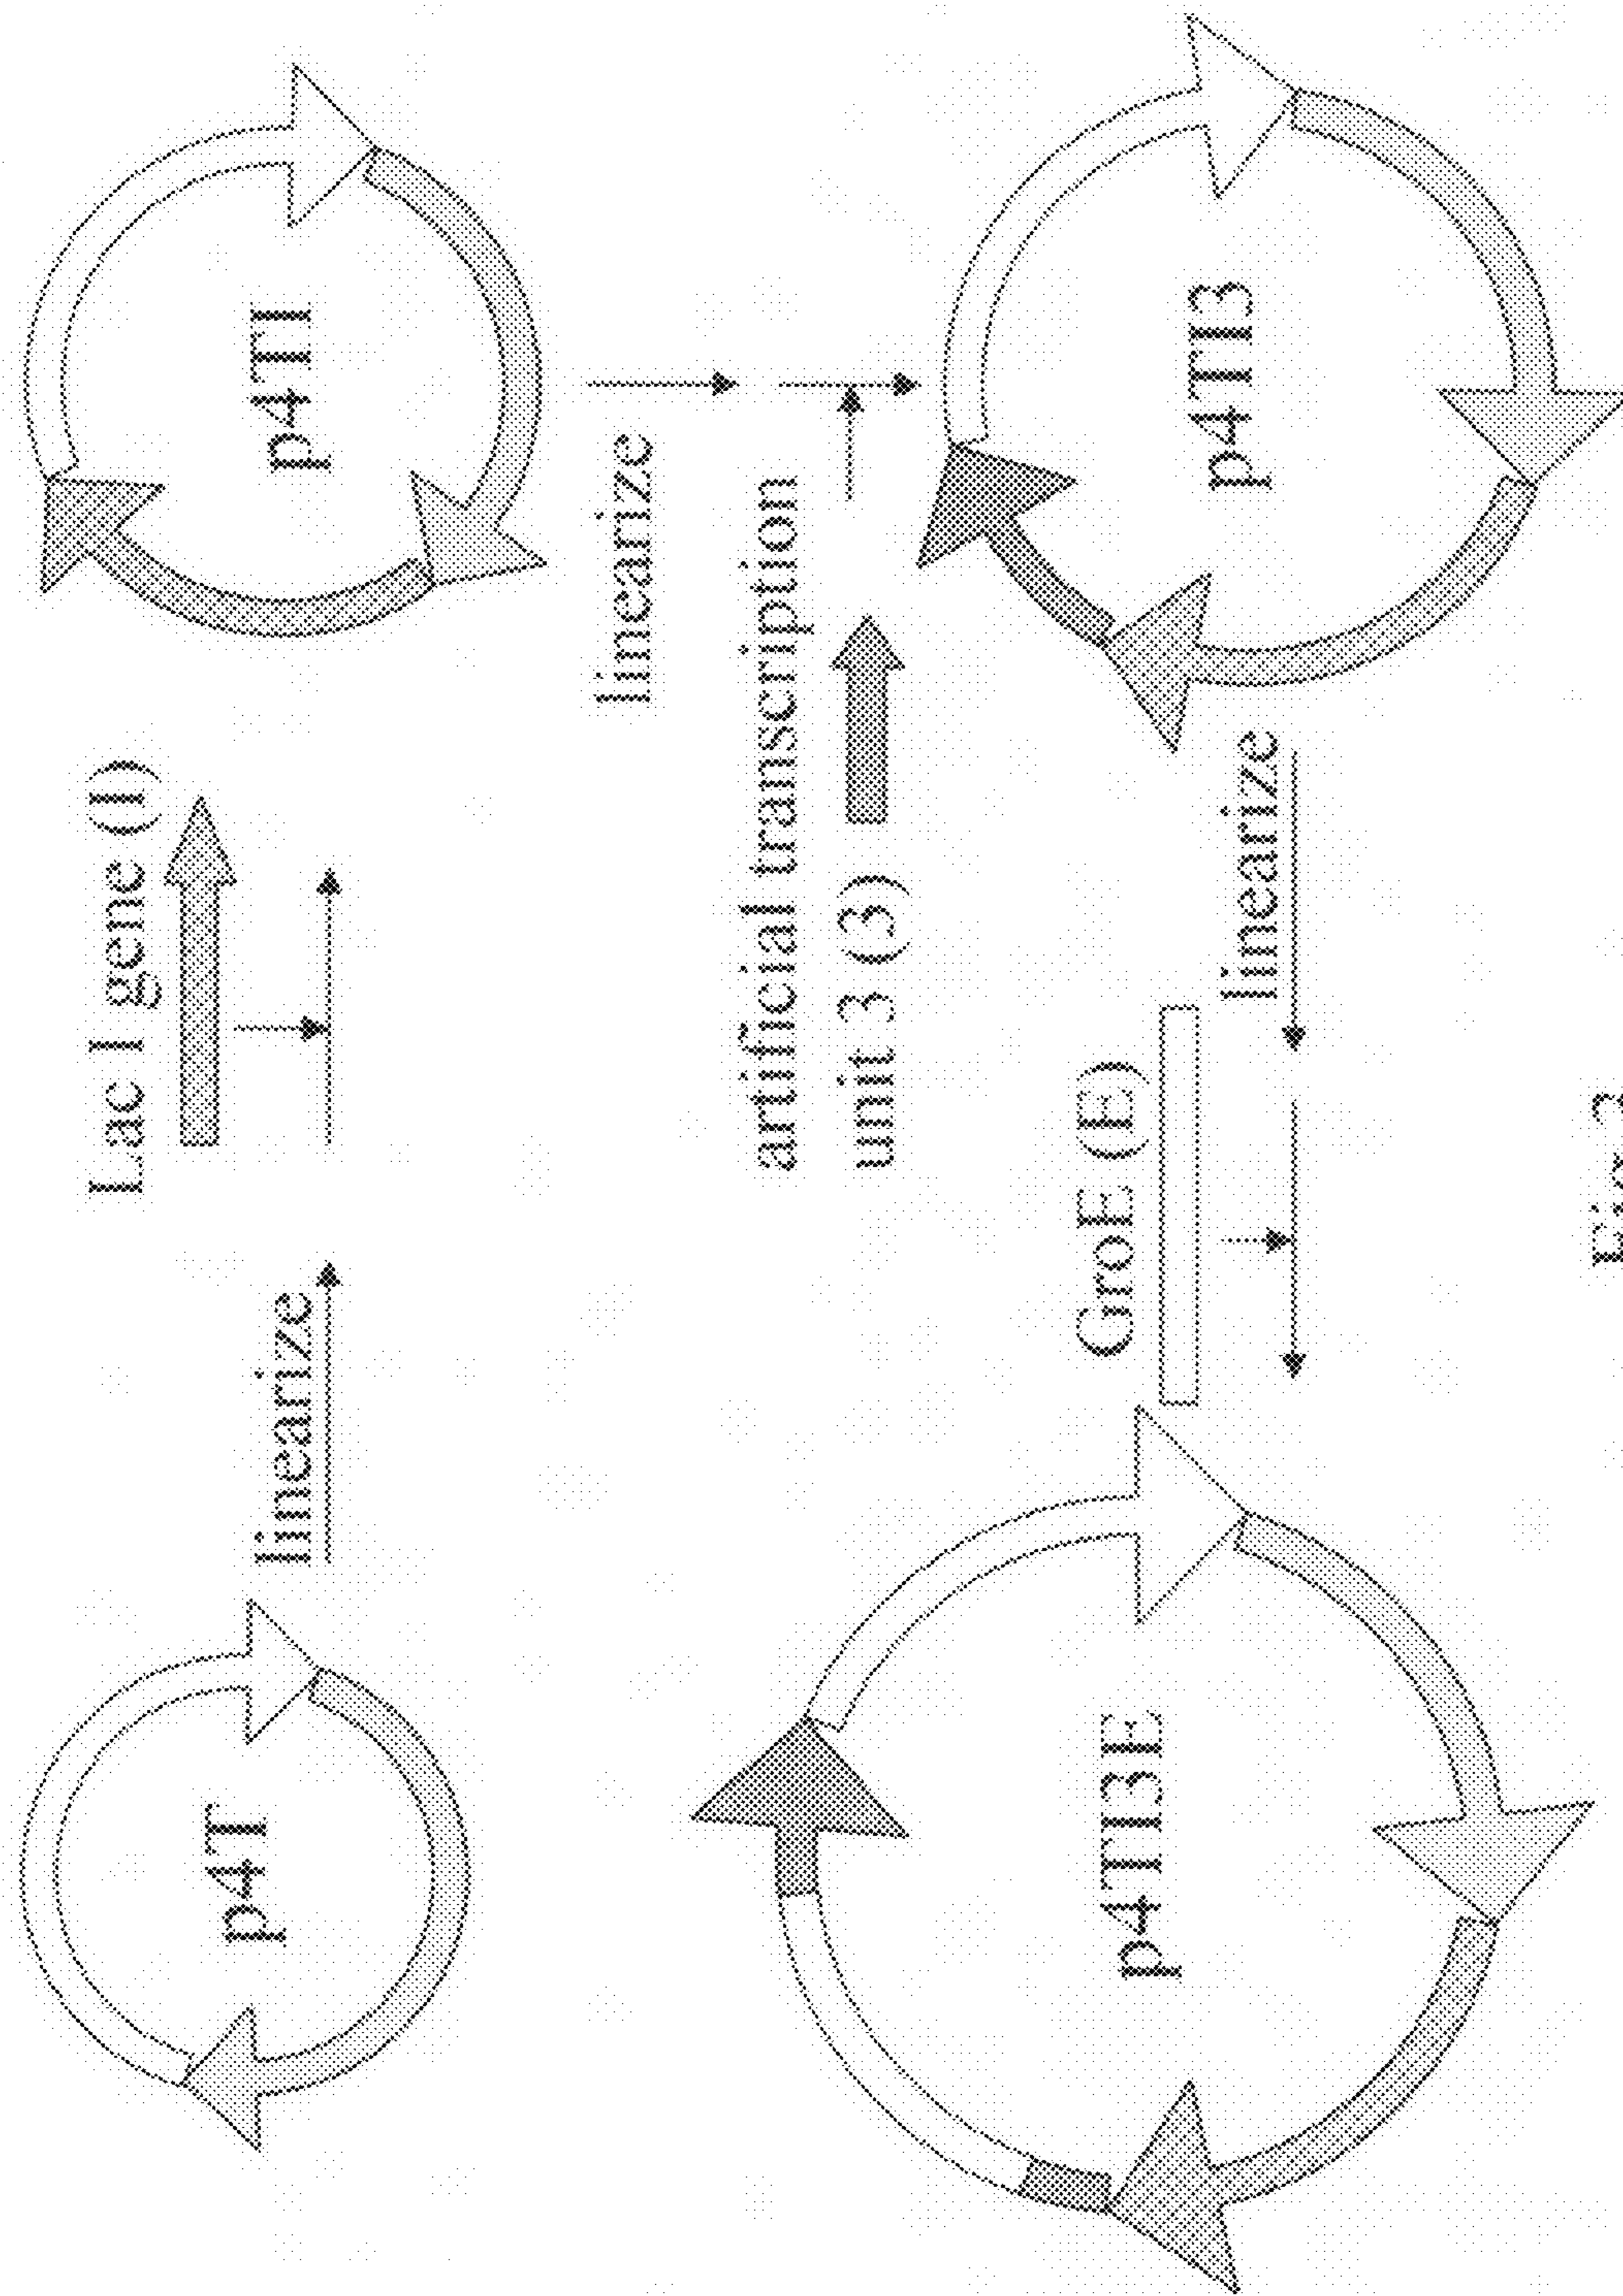 p4T
linearize
Lac I gene (I)
p4TI
linearize
artificial transcription
unit 3 (3)
p4TI3
linearize
GroE (E)
p4TI3E